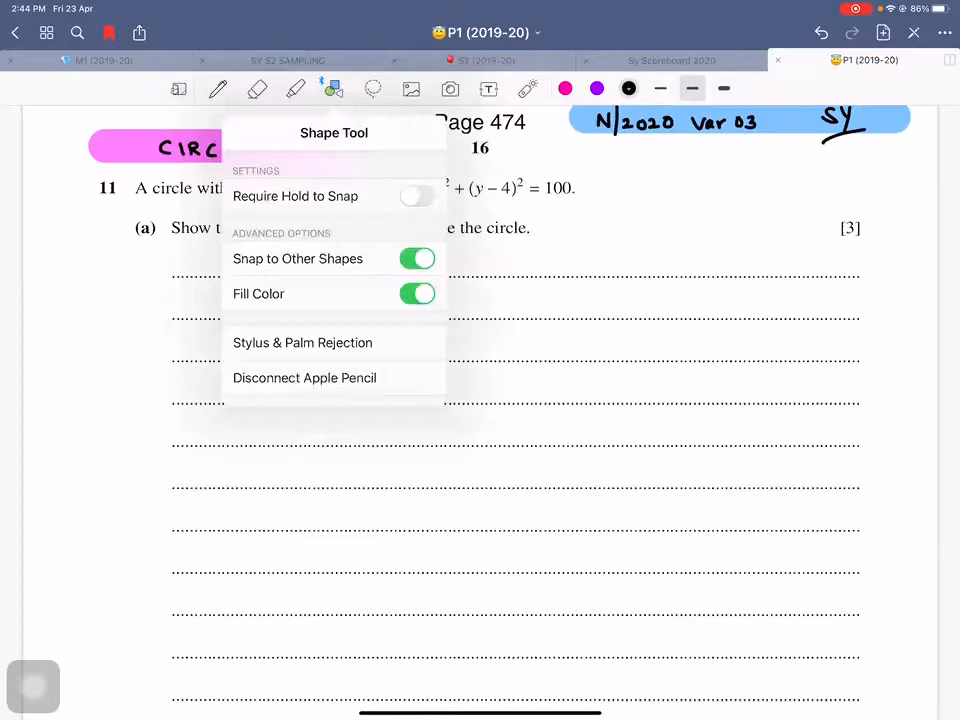 2:44 PM Fri 23 Apr
86%
P1 (2019-20)
M1 (2019-20)
SY S2 SAMPLING
S2 (2019-20)
Sy Scoreboard 2020
P1 (2019-20)
Page 474
N/2020 Var 03
SY
CIRC
16
11 A circle with
² + (y − 4)² = 100.
(a) Show t
e the circle. [3]
Shape Tool
SETTINGS
Require Hold to Snap
ADVANCED OPTIONS
Snap to Other Shapes
Fill Color
Stylus & Palm Rejection
Disconnect Apple Pencil